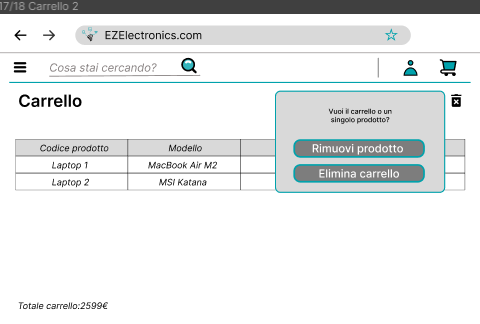 17/18 Carrello 2
EZElectronics.com
Cosa stai cercando?
Carrello
Vuoi il carrello o un
singolo prodotto?
Rimuovi prodotto
Elimina carrello
Codice prodotto Modello
Laptop 1 MacBook Air M2
Laptop 2 MSI Katana
Totale carrello:2599€